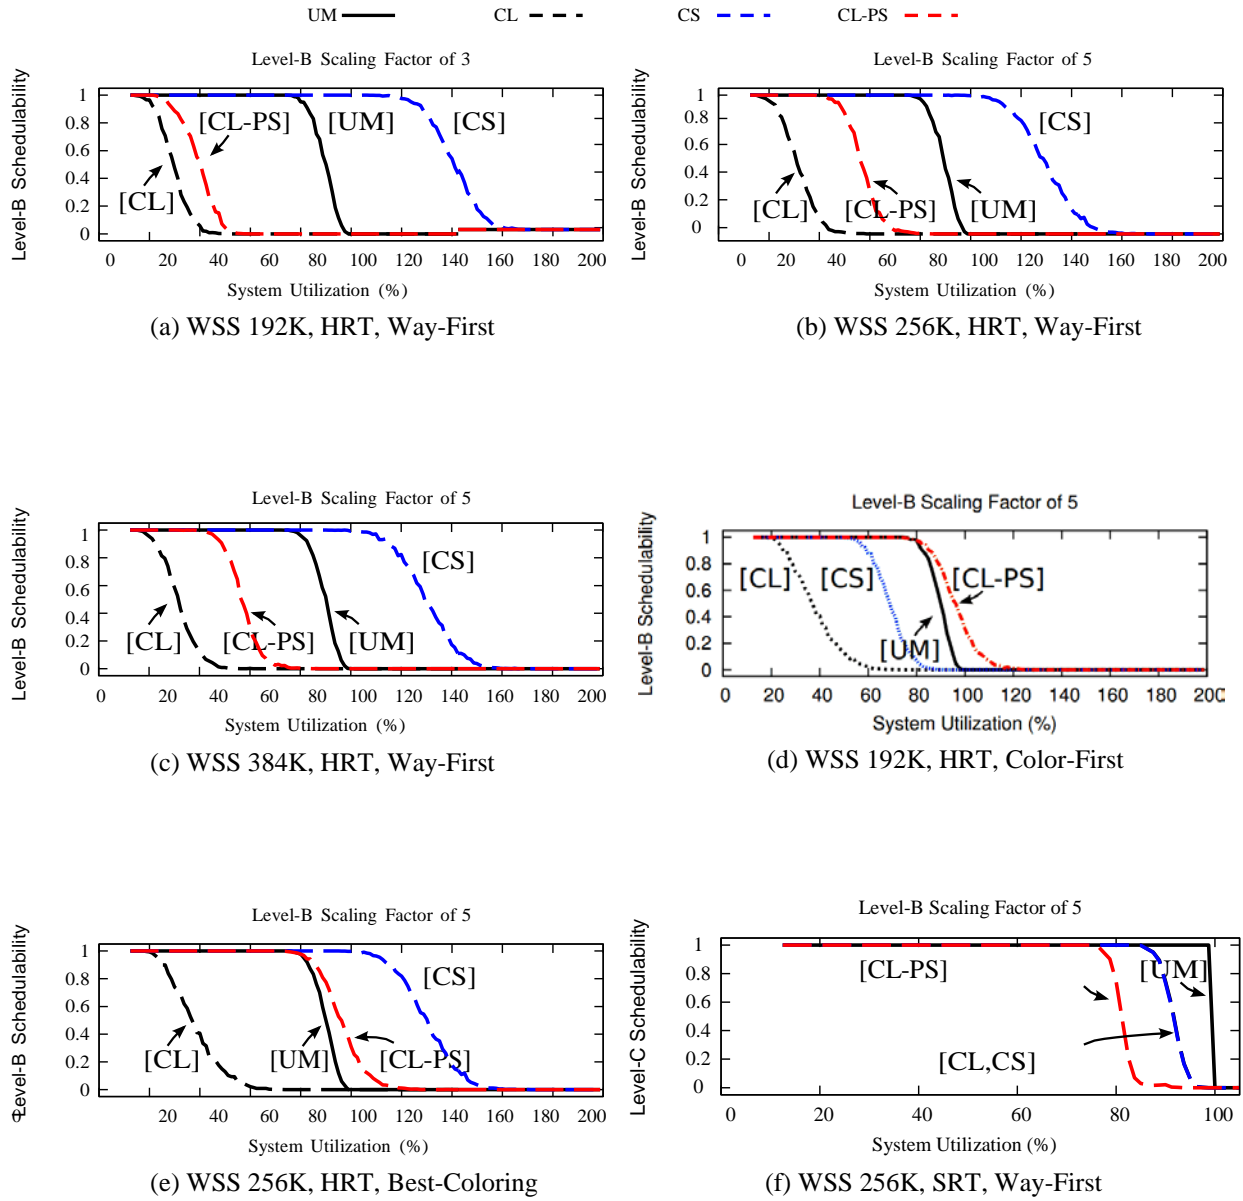 UM CL CS CL-PS
Level-B Scaling Factor of 3
Level-B Schedulability
1
0.8
0.6
0.4
0.2
0
[CL-PS] [UM] [CS]
[CL]
0 20 40 60 80 100 120 140 160 200
System Utilization (%)
(a) WSS 192K, HRT, Way-First
Level-B Scaling Factor of 5
Level-B Schedulability
1
0.8
0.6
0.4
0.2
0
[CS]
[CL] [CL-PS] [UM]
0 20 40 60 80 100 120 140 160 200
System Utilization (%)
(b) WSS 256K, HRT, Way-First
Level-B Scaling Factor of 5
Level-B Schedulability
1
0.8
0.6
0.4
0.2
0
[CS]
[CL] [CL-PS] [UM]
20 40 60 80 100 120 140 160 200
System Utilization (%)
(c) WSS 384K, HRT, Way-First
Level-B Scaling Factor of 5
Level-B Schedulability
1
0.8
0.6
0.4
0.2
0
[CL] [CS] [CL-PS]
[UM]
0 20 40 60 80 100 120 140 160 180 200
System Utilization (%)
(d) WSS 192K, HRT, Color-First
Level-B Scaling Factor of 5
Level-B Schedulability
1
0.8
0.6
0.4
0.2
0
[CS]
[CL] [UM] [CL-PS]
20 40 60 80 100 120 140 160 200
System Utilization (%)
(e) WSS 256K, HRT, Best-Coloring
Level-B Scaling Factor of 5
Level-C Schedulability
1
0.8
0.6
0.4
0.2
0
[CL-PS] [UM]
[CL,CS]
0 20 40 60 80 100
System Utilization (%)
(f) WSS 256K, SRT, Way-First